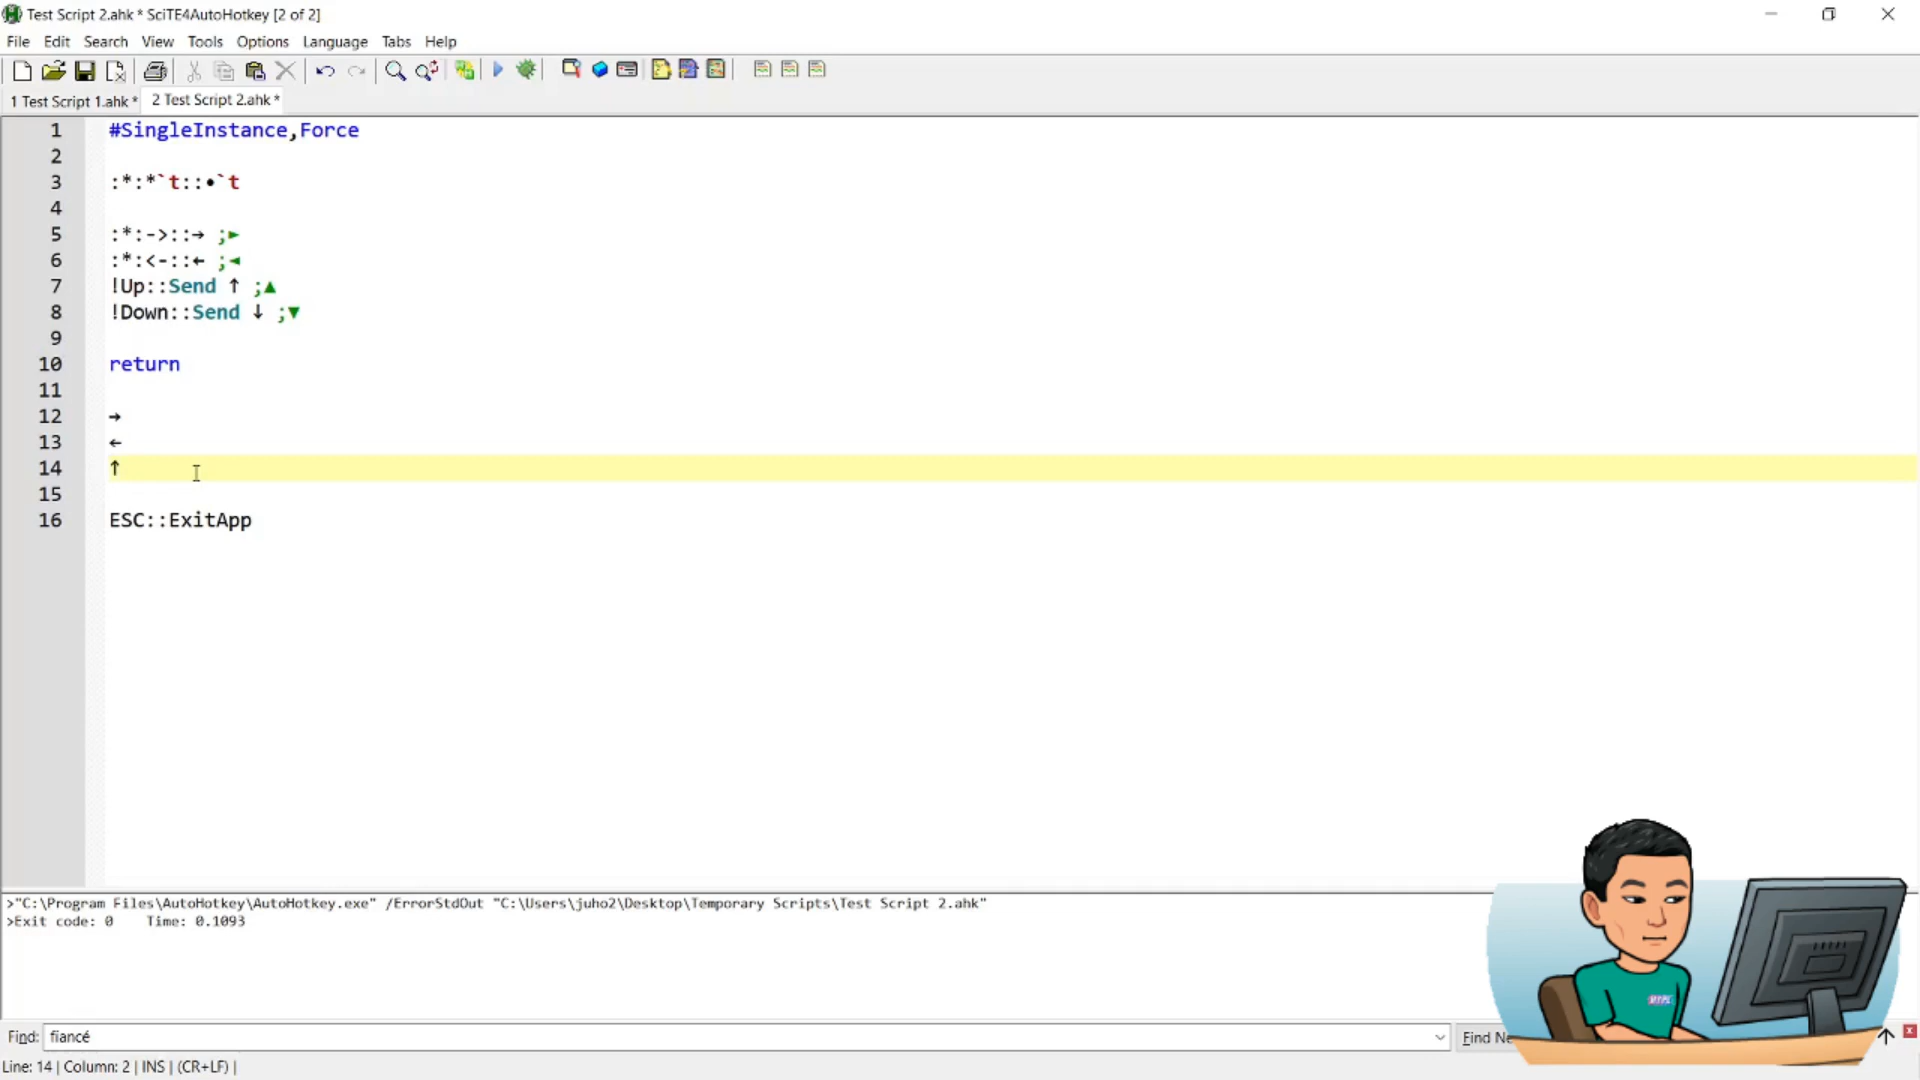 Test Script 2.ahk * SciTE4AutoHotkey [2 of 2]
File Edit Search View Tools Options Language Tabs Help
1 Test Script 1.ahk * 2 Test Script 2.ahk *
1 #SingleInstance,Force
2
3 :*:*`t::•`t
4
5 :*:->::→ ;►
6 :*:<-::← ;◄
7 !Up::Send ↑ ;▲
8 !Down::Send ↓ ;▼
9
10 return
11
12 →
13 ←
14 ↑
15
16 ESC::ExitApp
>"C:\Program Files\AutoHotkey\AutoHotkey.exe" /ErrorStdOut "C:\Users\juho2\Desktop\Temporary Scripts\Test Script 2.ahk"
>Exit code: 0 Time: 0.1093
Find: fiancé Find Ne
Line: 14 | Column: 2 | INS | (CR+LF) |